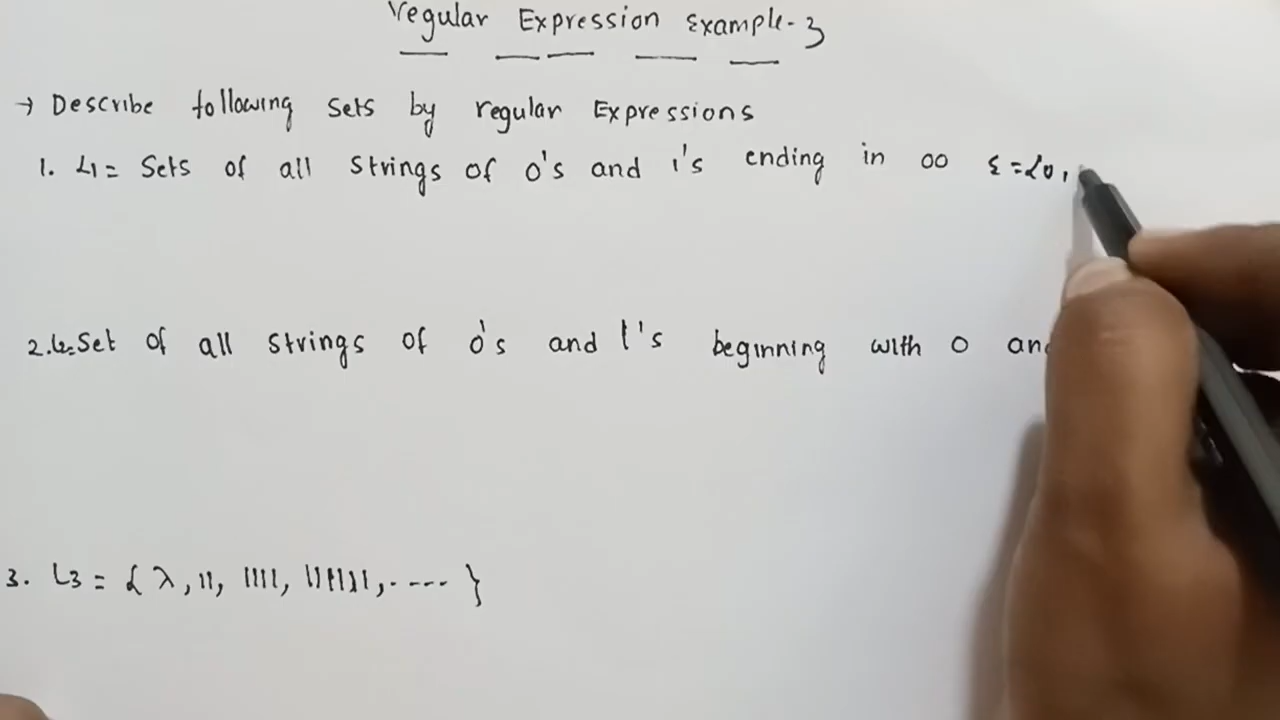 regular Expression Example-3
→ Describe following sets by regular Expressions
1. L1 = Sets of all strings of 0's and 1's ending in 00 Σ = {0,
2. L2 = Set of all strings of 0's and 1's beginning with 0 an
3. L3 = { λ, 11, 1111, 111111, ..... }